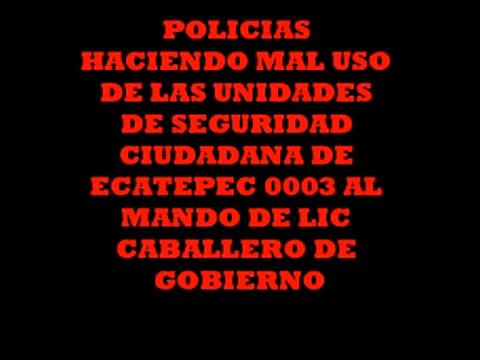 POLICIAS
HACIENDO MAL USO
DE LAS UNIDADES
DE SEGURIDAD
CIUDADANA DE
ECATEPEC 0003 AL
MANDO DE LIC
CABALLERO DE
GOBIERNO